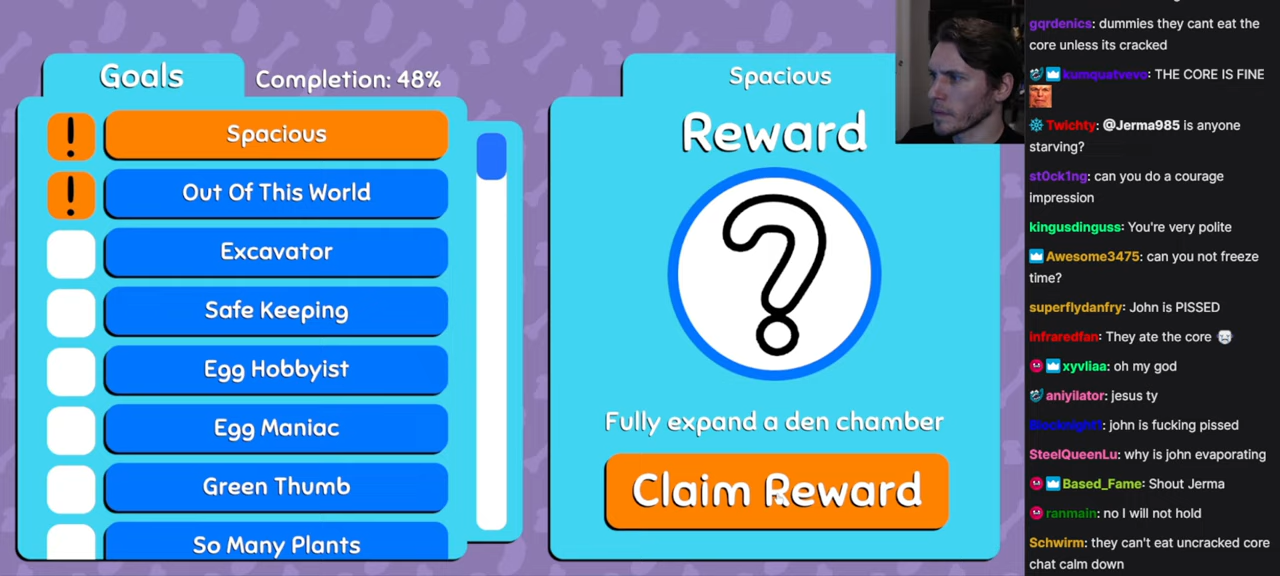 Goals
Completion: 48%
!
Spacious
!
Out Of This World
Excavator
Safe Keeping
Egg Hobbyist
Egg Maniac
Green Thumb
So Many Plants
Spacious
Reward
?
Fully expand a den chamber
Claim Reward
gqrdenics: dummies they cant eat the
core unless its cracked
kumquatvevo: THE CORE IS FINE
Twichty: @Jerma985 is anyone
starving?
st0ck1ng: can you do a courage
impression
kingusdinguss: You're very polite
Awesome3475: can you not freeze
time?
superflydanfry: John is PISSED
infraredfan: They ate the core
xyvliaa: oh my god
aniyilator: jesus ty
Blocknight1: john is fucking pissed
SteelQueenLu: why is john evaporating
Based_Fame: Shout Jerma
ranmain: no I will not hold
Schwirm: they can't eat uncracked core
chat calm down